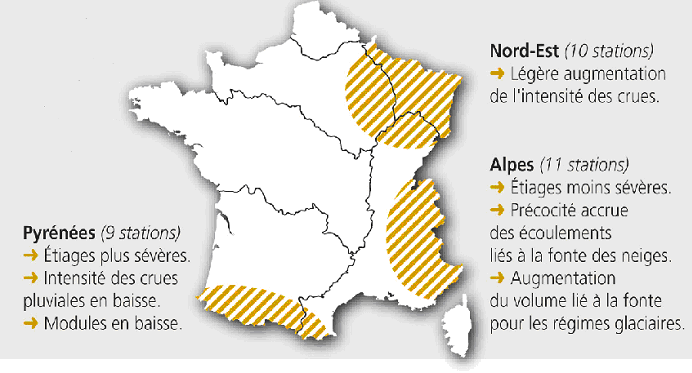 Nord-Est (10 stations)
➜ Légère augmentation
de l'intensité des crues.
Alpes (11 stations)
➜ Étiages moins sévères.
➜ Précocité accrue
des écoulements
liés à la fonte des neiges.
➜ Augmentation
du volume lié à la fonte
pour les régimes glaciaires.
Pyrénées (9 stations)
➜ Étiages plus sévères.
➜ Intensité des crues
pluviales en baisse.
➜ Modules en baisse.